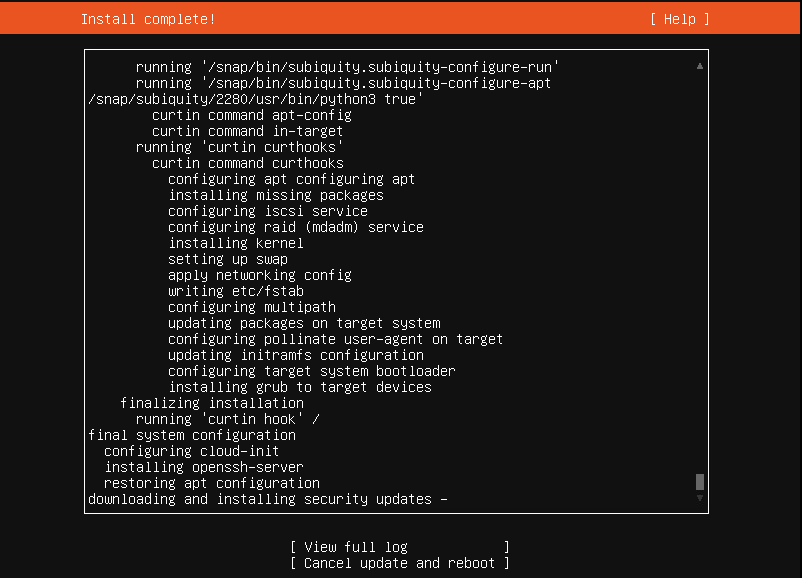 Install complete!
[ Help ]
running '/snap/bin/subiquity.subiquity-configure-run'
running '/snap/bin/subiquity.subiquity-configure-apt
/snap/subiquity/2280/usr/bin/python3 true'
curtin command apt-config
curtin command in-target
running 'curtin curthooks'
curtin command curthooks
configuring apt configuring apt
installing missing packages
configuring iscsi service
configuring raid (mdadm) service
installing kernel
setting up swap
apply networking config
writing etc/fstab
configuring multipath
updating packages on target system
configuring pollinate user-agent on target
updating initramfs configuration
configuring target system bootloader
installing grub to target devices
finalizing installation
running 'curtin hook' /
final system configuration
configuring cloud-init
installing openssh-server
restoring apt configuration
downloading and installing security updates -
[ View full log ]
[ Cancel update and reboot ]